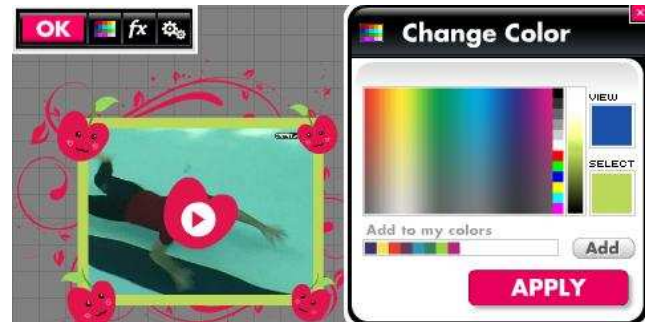 OK fx
Change Color
VIEW
SELECT
Add to my colors
Add
APPLY